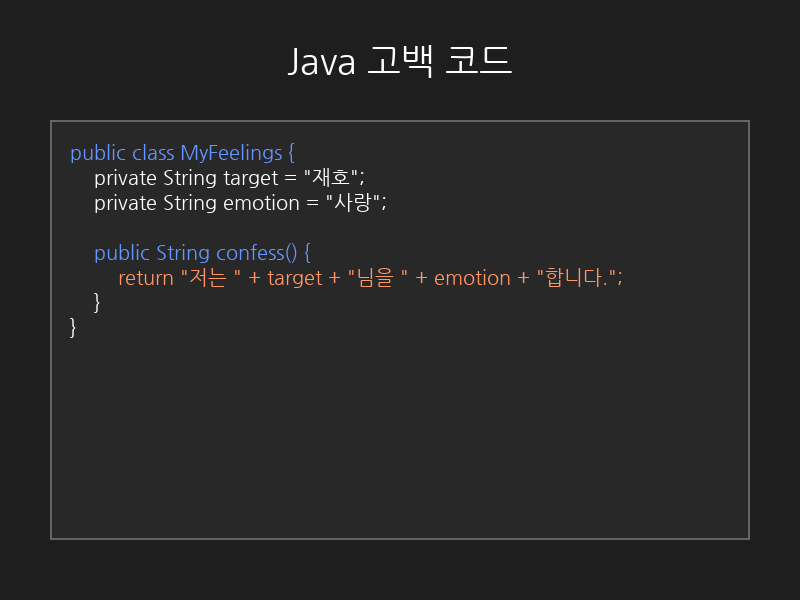 Java 고백 코드
public class MyFeelings {
    private String target = "재호";
    private String emotion = "사랑";

    public String confess() {
        return "저는 " + target + "님을 " + emotion + "합니다.";
    }
}